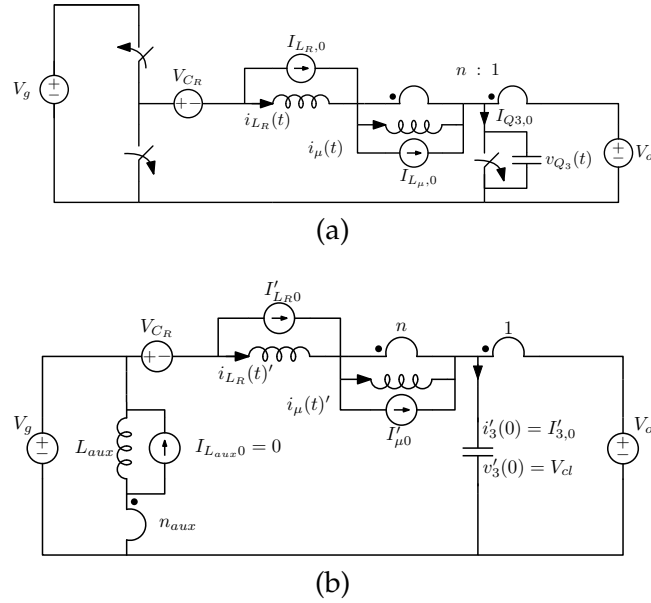 I_{L_R,0}
n : 1
V_g
V_{C_R}
i_{L_R}(t)
I_{Q3,0}
i_μ(t)
v_{Q_3}(t)
I_{L_μ,0}
(a)
I'_{L_R0}
n
1
V_{C_R}
i_{L_R}(t)'
i_μ(t)'
V_g
I'_{μ0}
i'_3(0) = I'_{3,0}
L_{aux}
I_{L_{aux}0} = 0
v'_3(0) = V_{cl}
n_{aux}
(b)